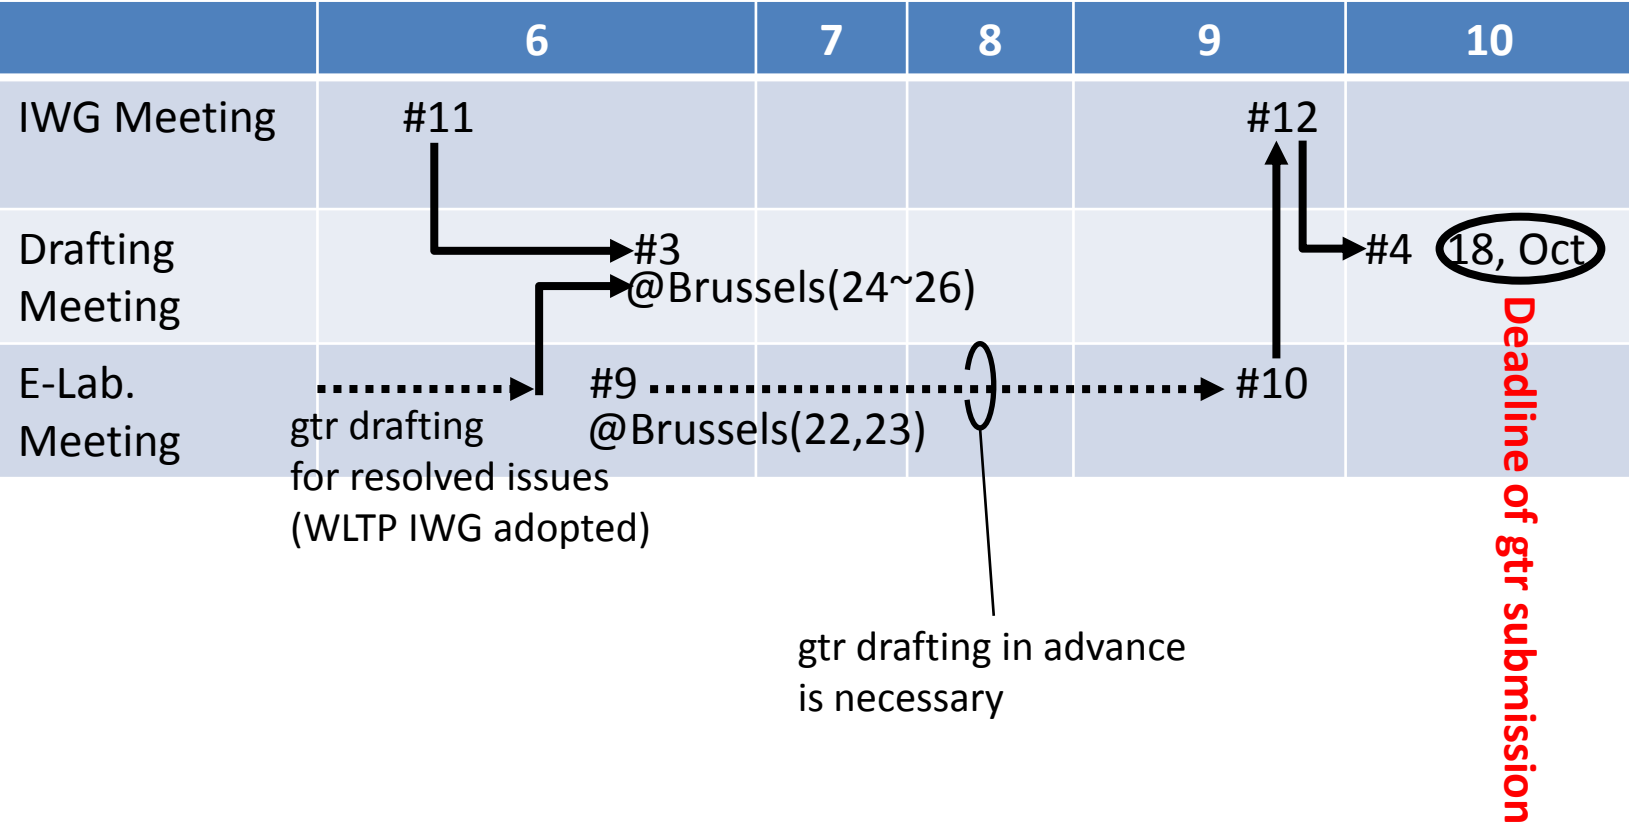 6 7 8 9 10
IWG Meeting #11 #12
Drafting
Meeting
#3
@Brussels(24~26)
#4 18, Oct
E-Lab.
Meeting
#9
@Brussels(22,23)
#10
gtr drafting
for resolved issues
(WLTP IWG adopted)
gtr drafting in advance
is necessary
Deadline of gtr submission